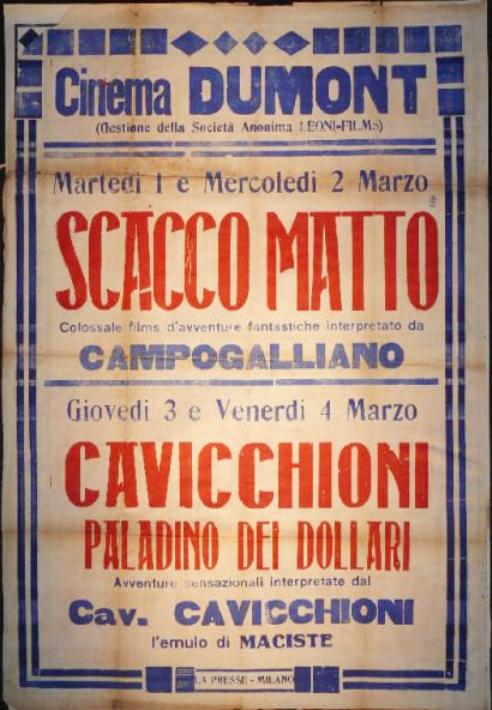 Cinema DUMONT
(Gestione della Società Anonima LEONI-FILMS)
Martedì 1 e Mercoledì 2 Marzo
SCACCO MATTO
Colossale films d'avventure fantastiche interpretato da
CAMPOGALLIANO
Giovedì 3 e Venerdì 4 Marzo
CAVICCHIONI
PALADINO DEI DOLLARI
Avventure sensazionali interpretate dal
Cav. CAVICCHIONI
l'emulo di MACISTE
LA PRESSE - MILANO